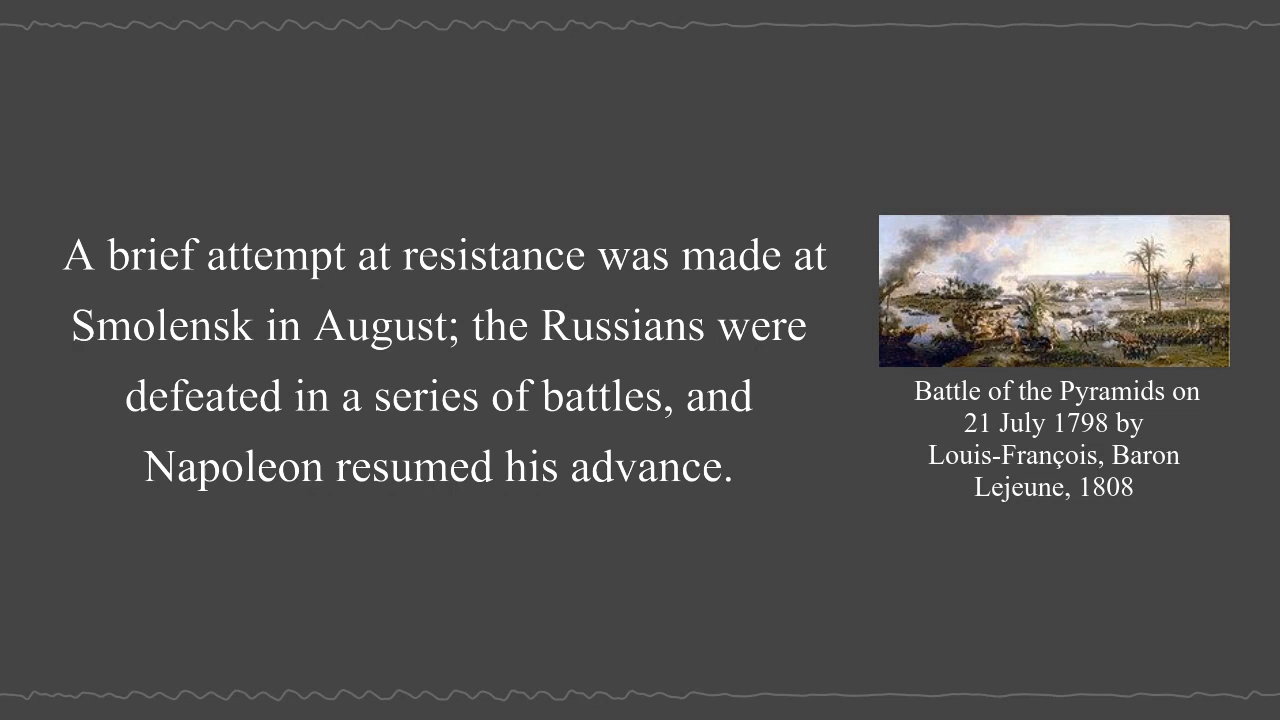 A brief attempt at resistance was made at
Smolensk in August; the Russians were
defeated in a series of battles, and
Napoleon resumed his advance.
Battle of the Pyramids on
21 July 1798 by
Louis-François, Baron
Lejeune, 1808